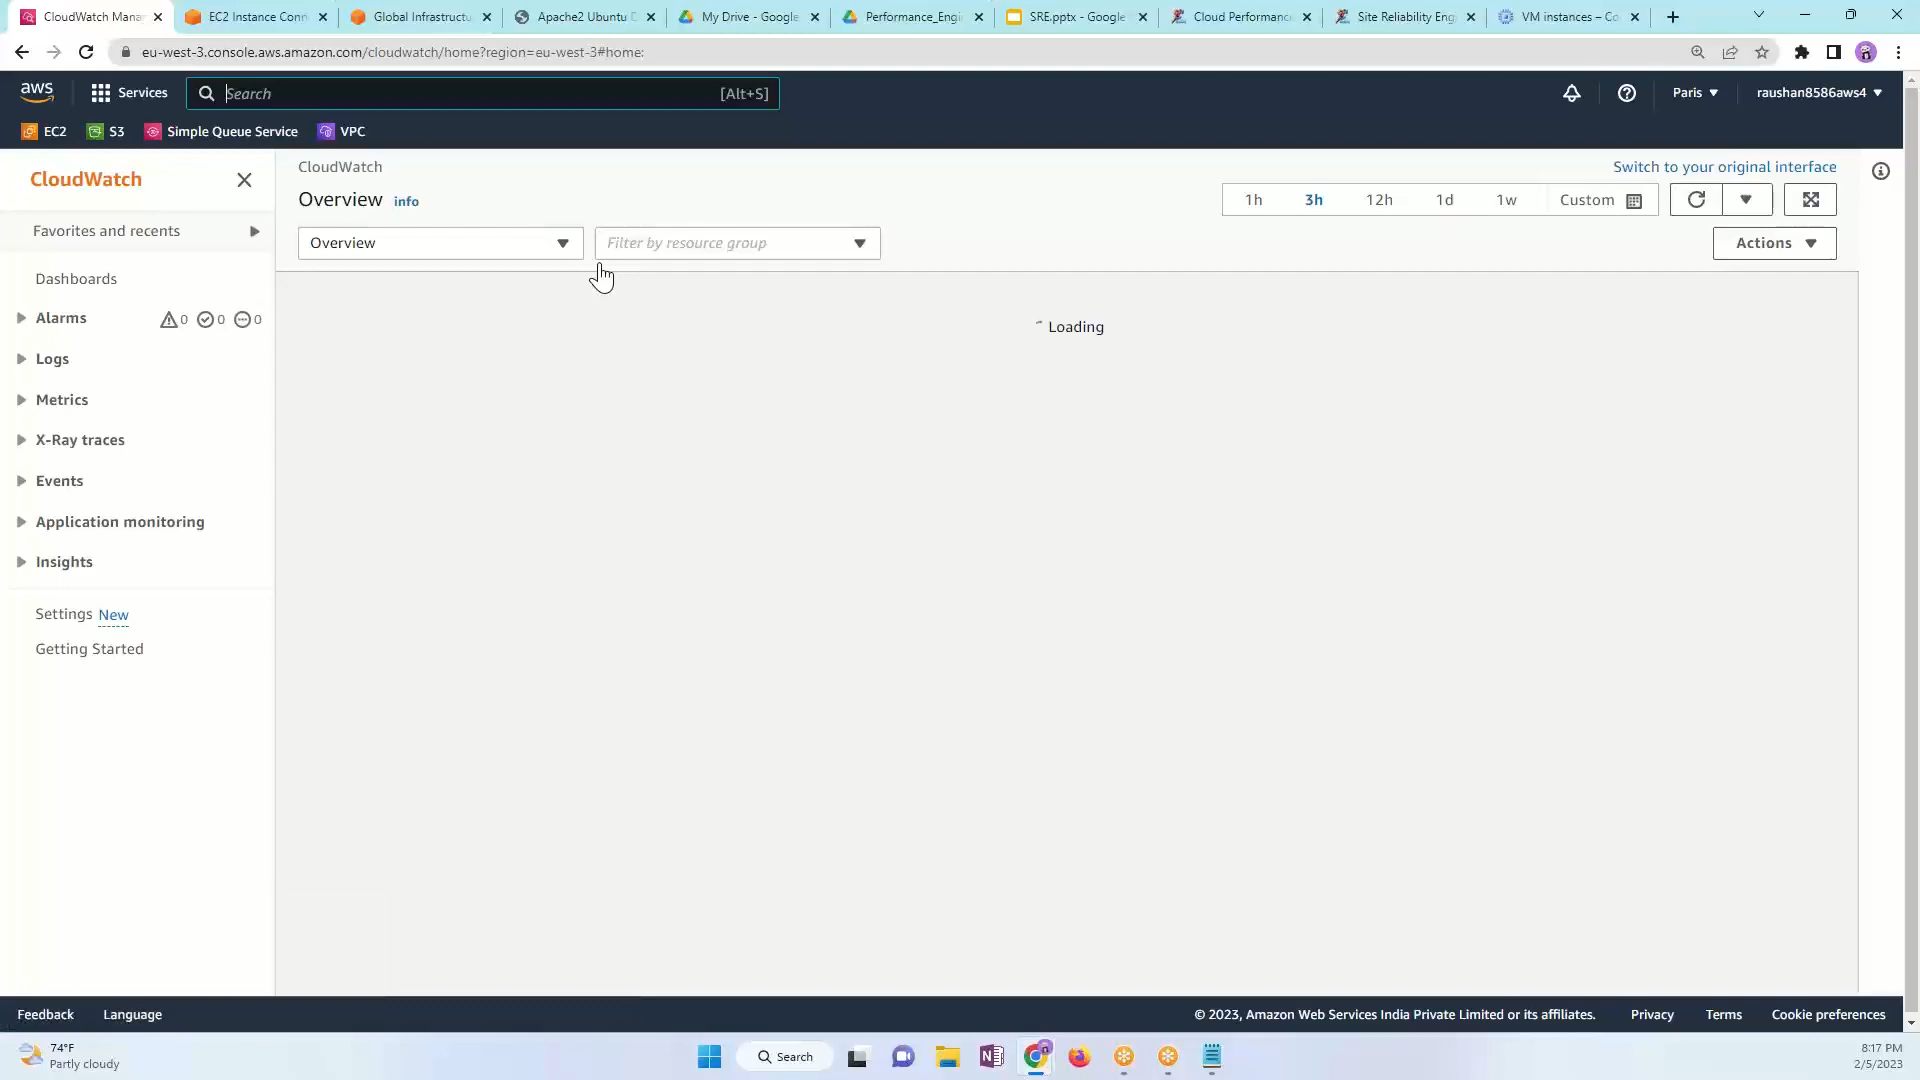 CloudWatch Mana
EC2 Instance Conn
Global Infrastructu
Apache2 Ubuntu D
My Drive - Google
Performance_Engi
SRE.pptx - Google
Cloud Performanc
Site Reliability Eng
VM instances – Co
eu-west-3.console.aws.amazon.com/cloudwatch/home?region=eu-west-3#home:
aws
Services
Search
[Alt+S]
Paris
raushan8586aws4
EC2
S3
Simple Queue Service
VPC
CloudWatch
CloudWatch
Switch to your original interface
Overview info
1h 3h 12h 1d 1w Custom
Favorites and recents
Overview
Filter by resource group
Actions
Dashboards
Alarms 0 0 0
Loading
Logs
Metrics
X-Ray traces
Events
Application monitoring
Insights
Settings New
Getting Started
Feedback
Language
© 2023, Amazon Web Services India Private Limited or its affiliates.
Privacy
Terms
Cookie preferences
74°F
Partly cloudy
Search
8:17 PM
2/5/2023